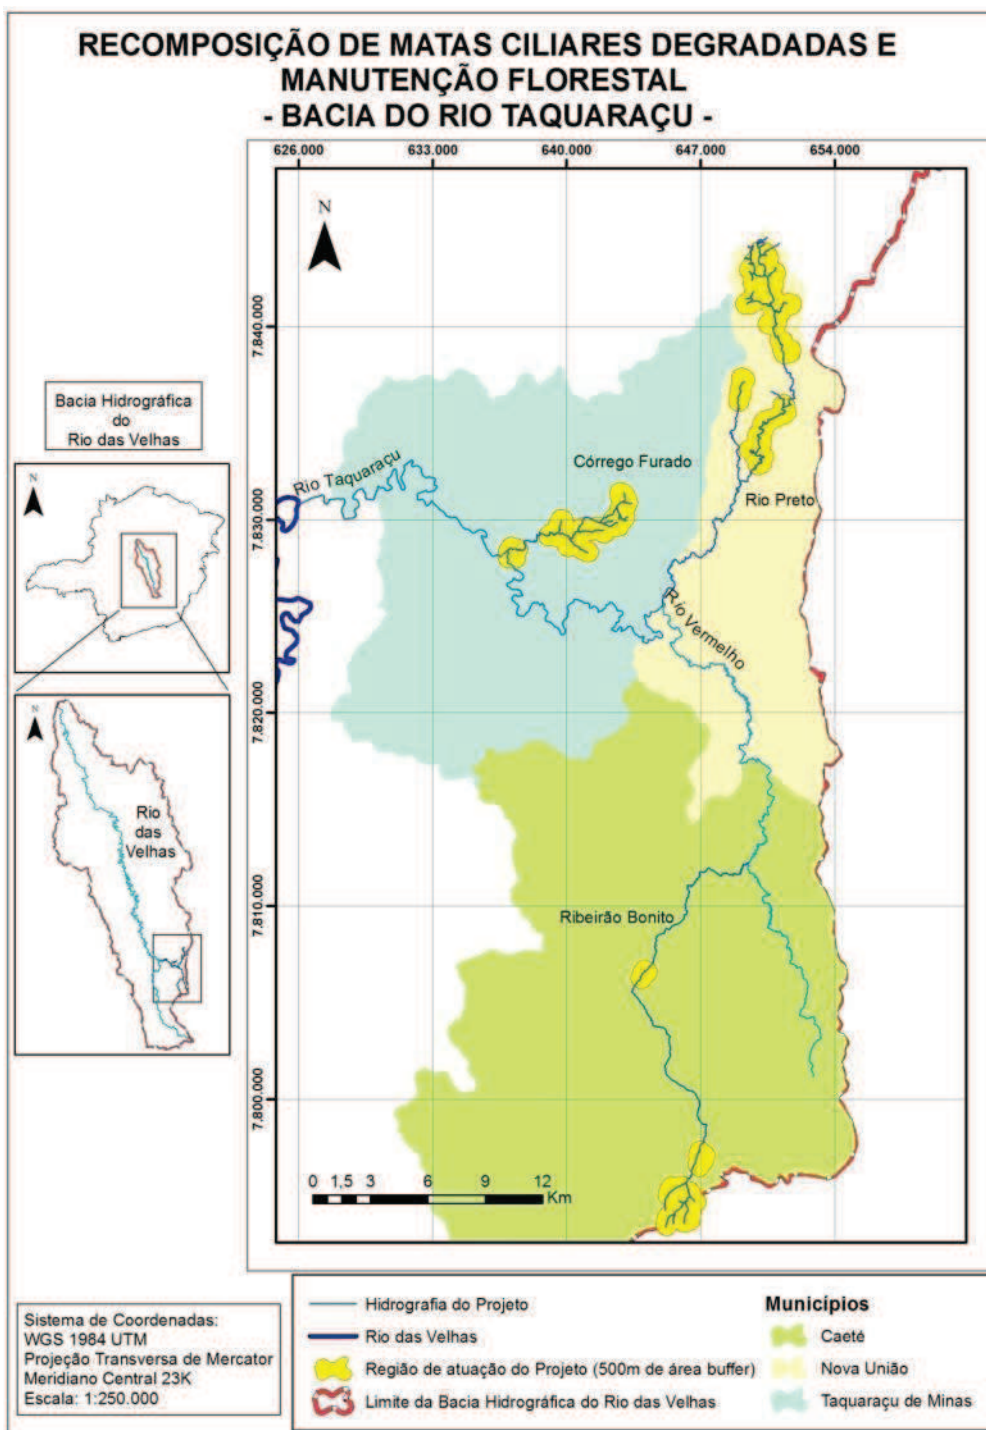 RECOMPOSIÇÃO DE MATAS CILIARES DEGRADADAS E
MANUTENÇÃO FLORESTAL
- BACIA DO RIO TAQUARAÇU -
626.000 633.000 640.000 647.000 654.000
N
7.840.000
7.830.000
7.820.000
7.810.000
7.800.000
Rio Taquaraçu
Córrego Furado
Rio Preto
Rio Vermelho
Ribeirão Bonito
0 1,5 3 6 9 12
Km
Bacia Hidrográfica
do
Rio das Velhas
N
N
Rio
das
Velhas
Sistema de Coordenadas:
WGS 1984 UTM
Projeção Transversa de Mercator
Meridiano Central 23K
Escala: 1:250.000
Hidrografia do Projeto
Rio das Velhas
Região de atuação do Projeto (500m de área buffer)
Limite da Bacia Hidrográfica do Rio das Velhas
Municípios
Caeté
Nova União
Taquaraçu de Minas